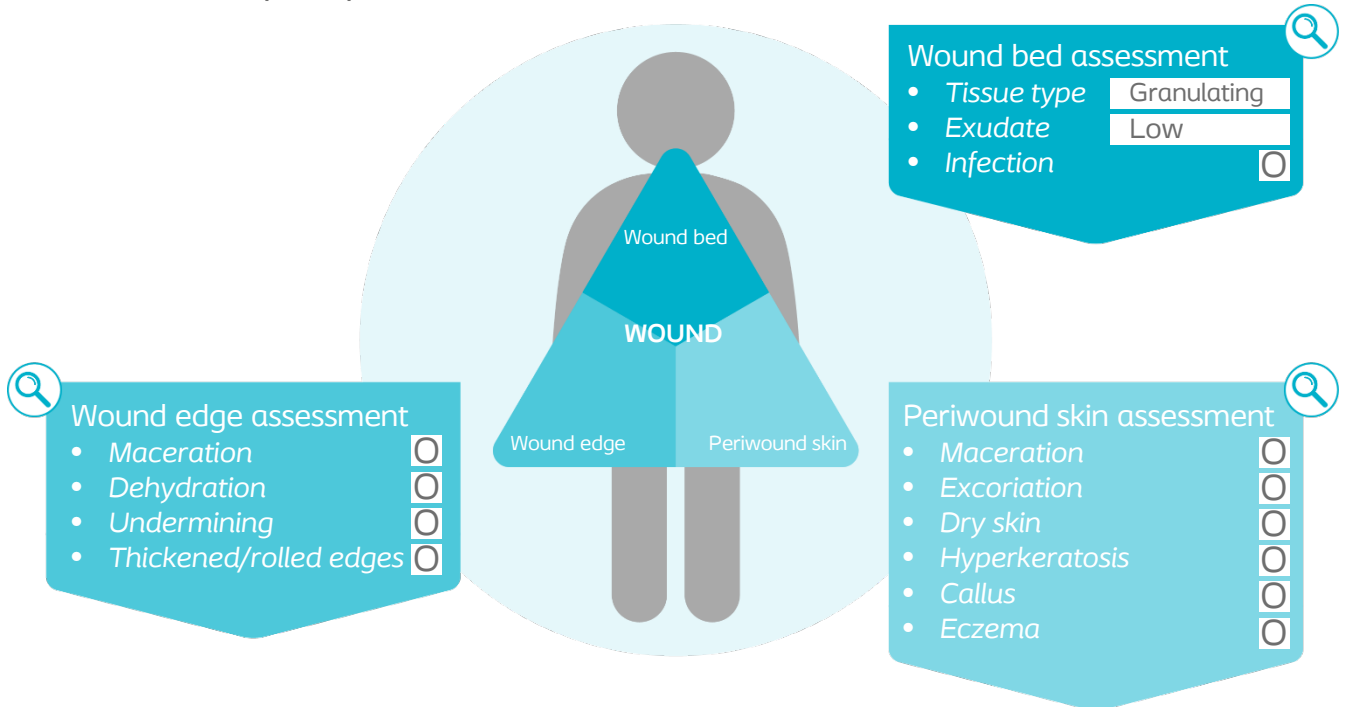 Wound bed assessment
• Tissue type Granulating
• Exudate Low
• Infection O
Wound bed
WOUND
Wound edge
Periwound skin
Wound edge assessment
• Maceration O
• Dehydration O
• Undermining O
• Thickened/rolled edges O
Periwound skin assessment
• Maceration O
• Excoriation O
• Dry skin O
• Hyperkeratosis O
• Callus O
• Eczema O